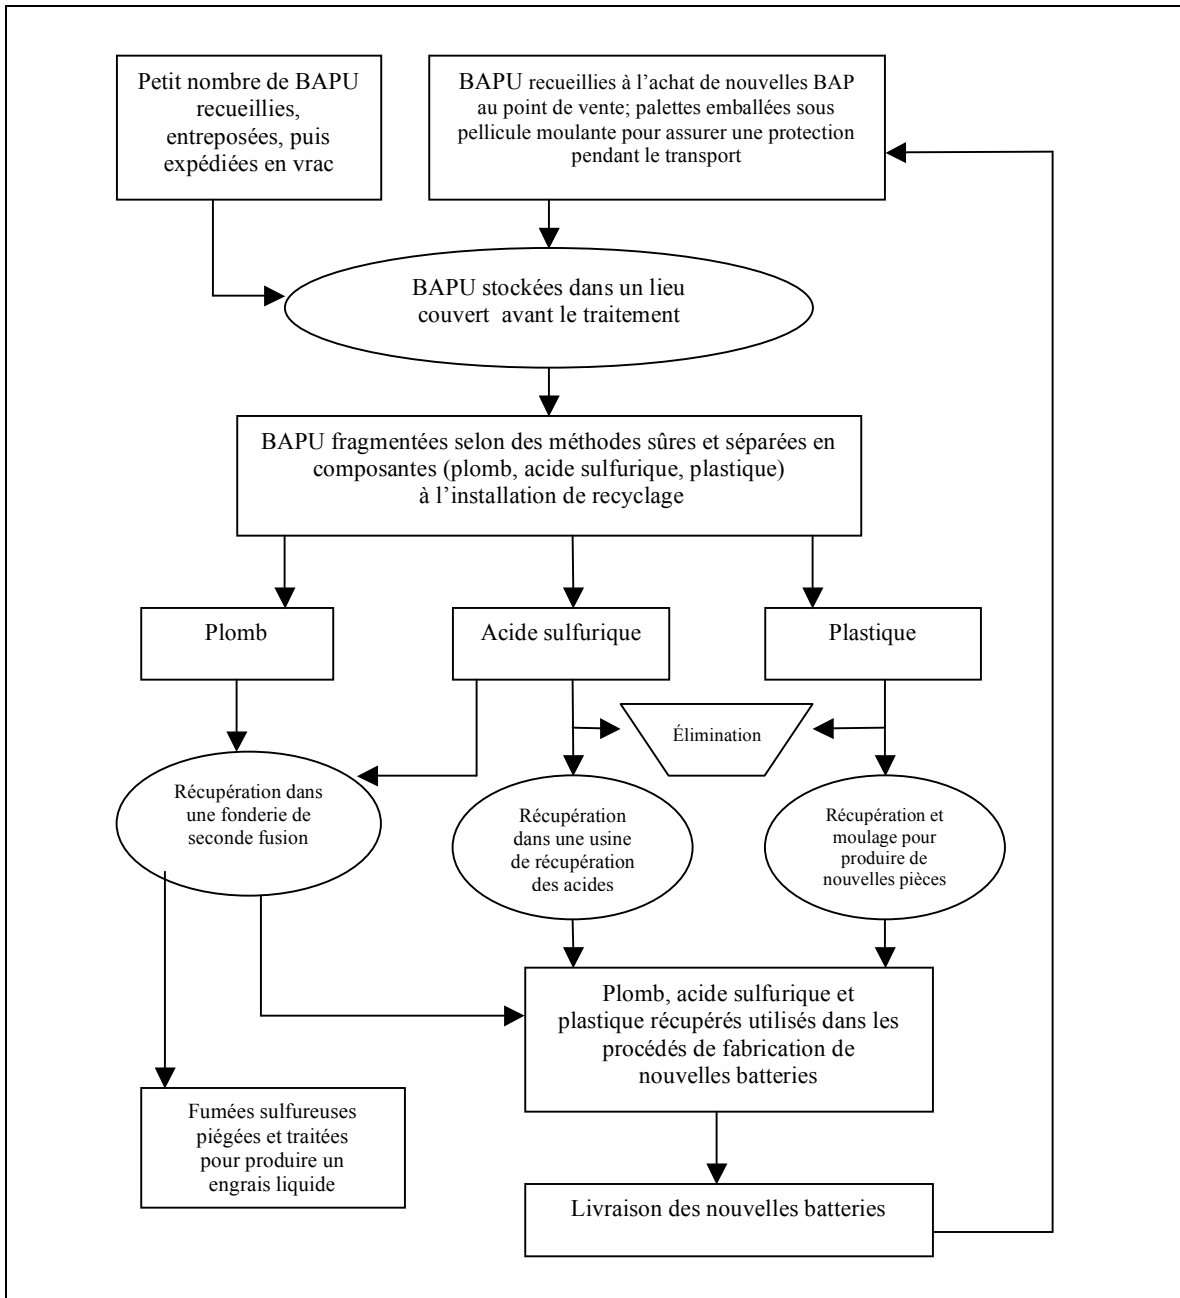 Petit nombre de BAPU
recueillies,
entreposées, puis
expédiées en vrac
BAPU recueillies à l’achat de nouvelles BAP
au point de vente; palettes emballées sous
pellicule moulante pour assurer une protection
pendant le transport
BAPU stockées dans un lieu
couvert avant le traitement
BAPU fragmentées selon des méthodes sûres et séparées en
composantes (plomb, acide sulfurique, plastique)
à l’installation de recyclage
Plomb
Acide sulfurique
Plastique
Élimination
Récupération dans
une fonderie de
seconde fusion
Récupération
dans une usine
de récupération
des acides
Récupération et
moulage pour
produire de
nouvelles pièces
Plomb, acide sulfurique et
plastique récupérés utilisés dans les
procédés de fabrication de
nouvelles batteries
Fumées sulfureuses
piégées et traitées
pour produire un
engrais liquide
Livraison des nouvelles batteries